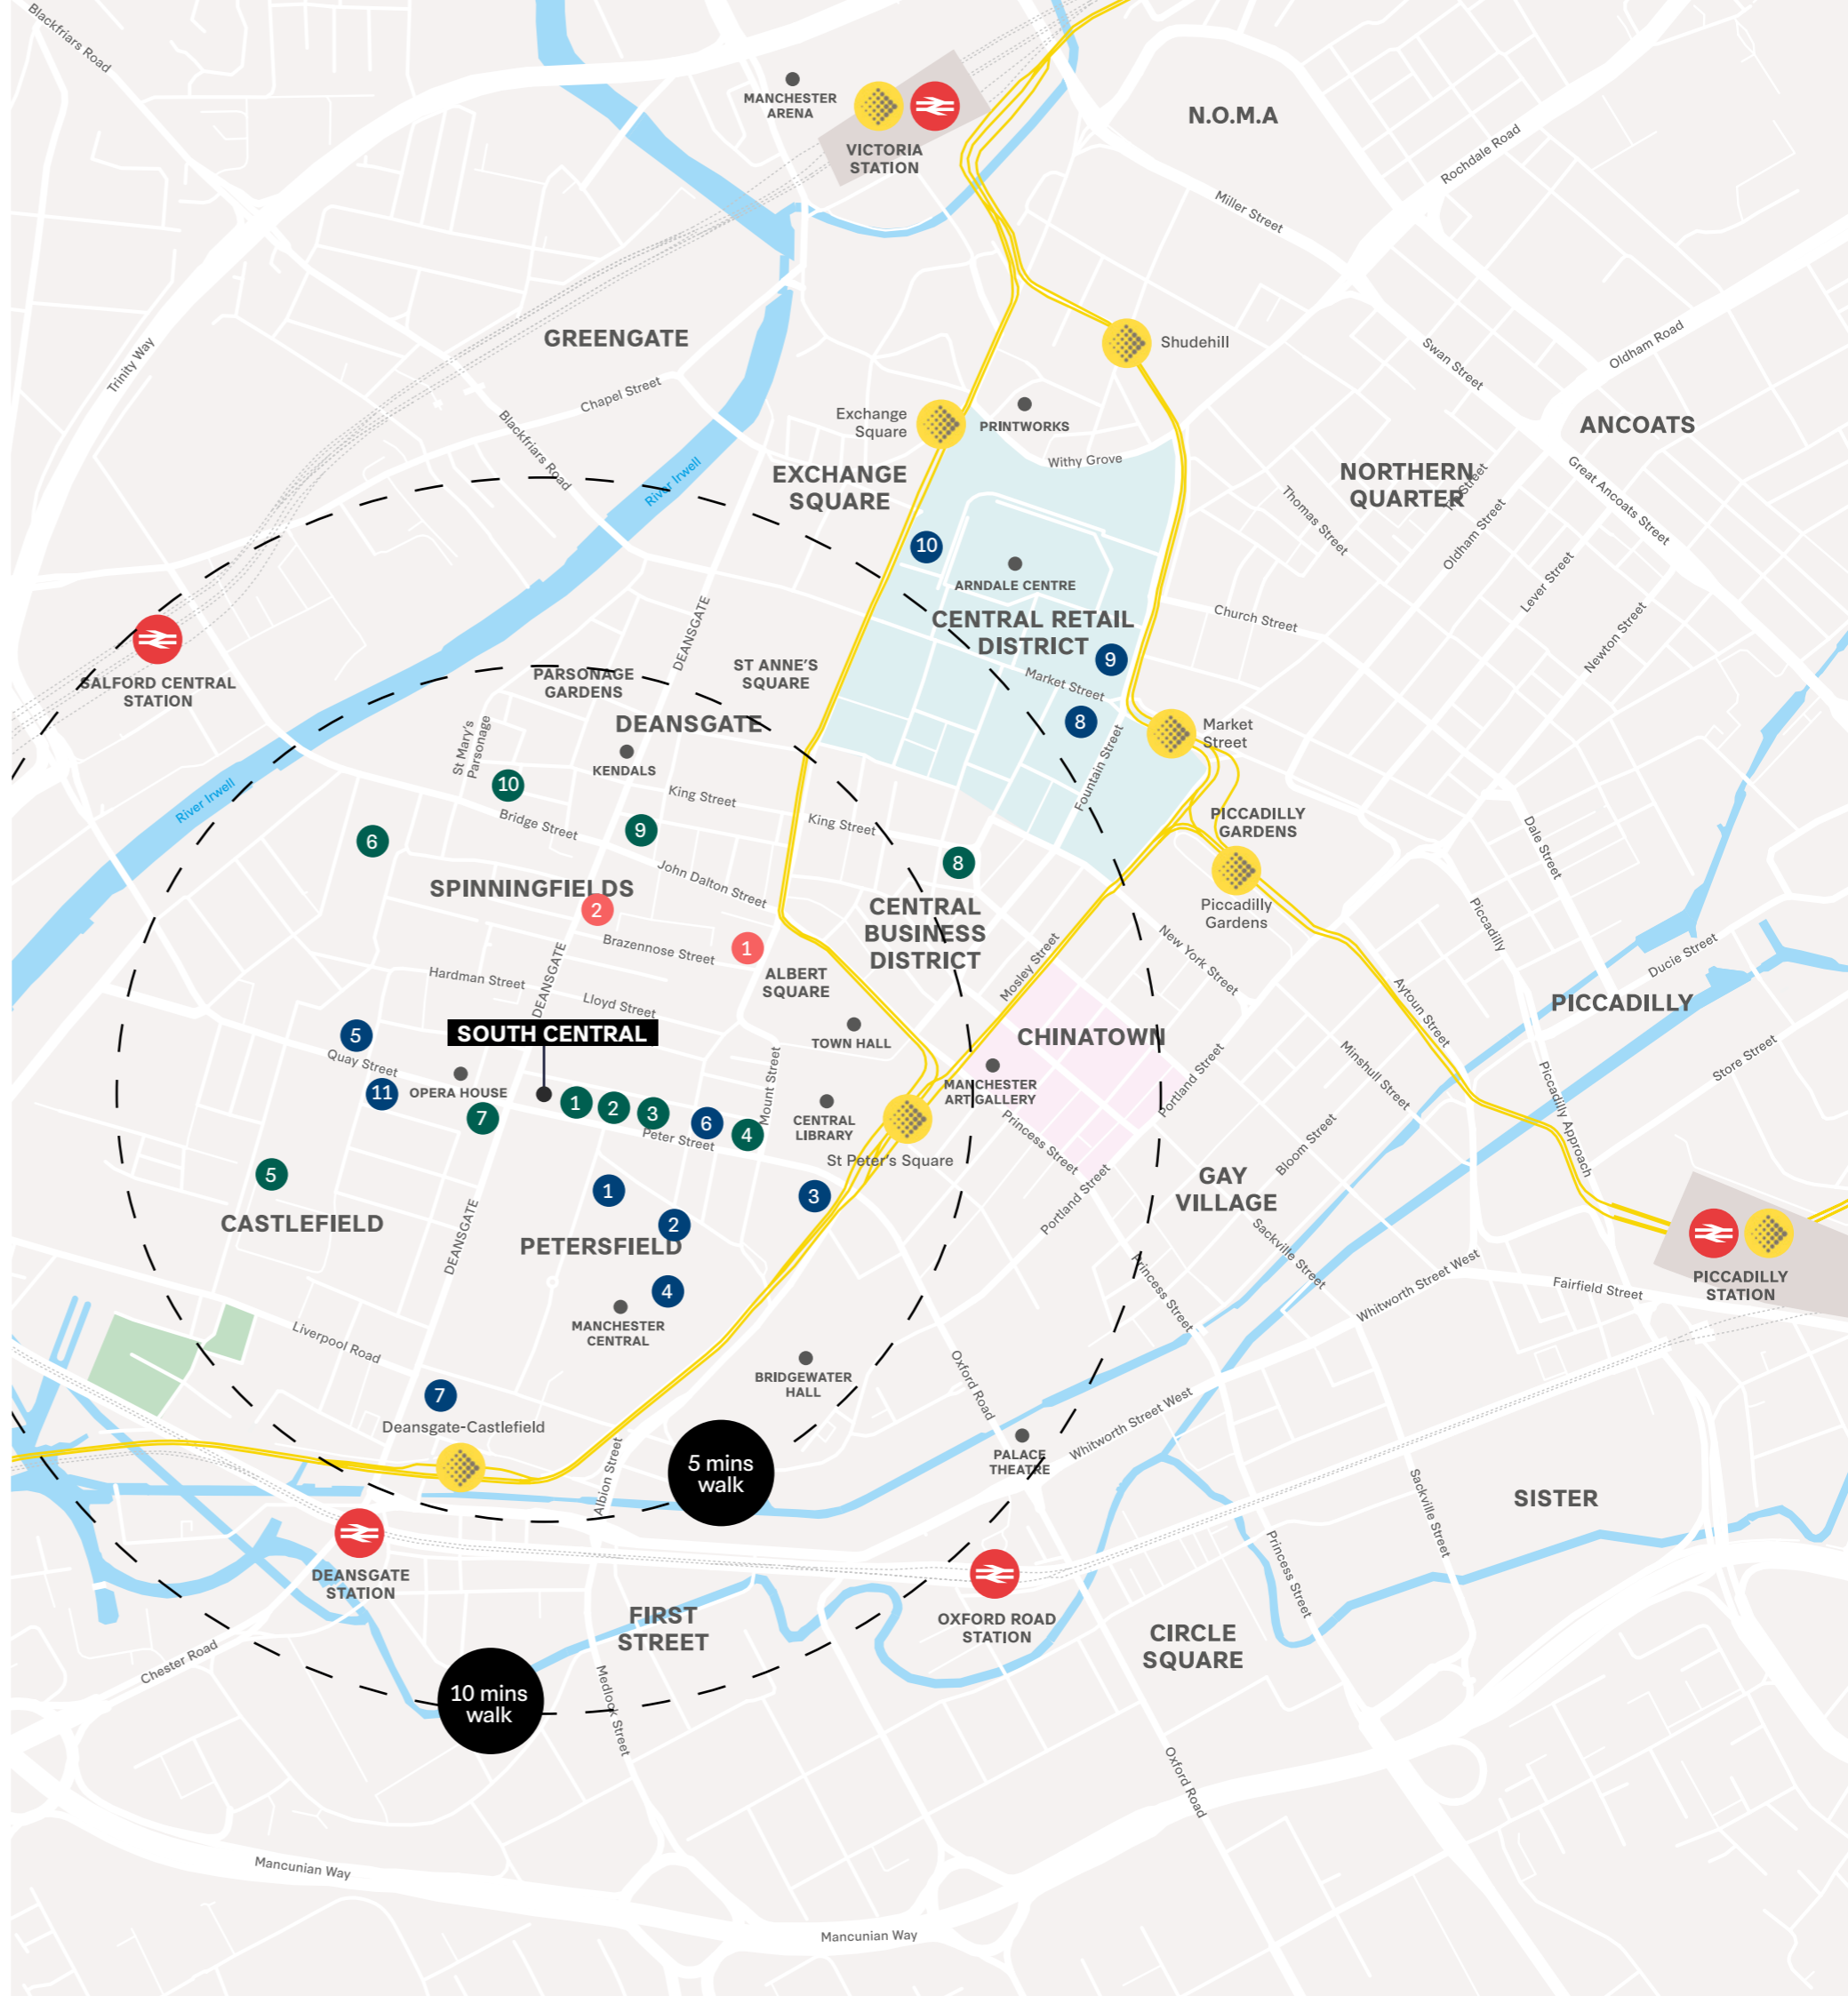 Blackfriars Road
MANCHESTER
ARENA
VICTORIA
STATION
N.O.M.A
Rochdale Road
Miller Street
Trinity Way
GREENGATE
Chapel Street
Blackfriars Road
River Irwell
Shudehill
Swan Street
Oldham Road
Exchange
Square
PRINTWORKS
Withy Grove
ANCOATS
EXCHANGE
SQUARE
NORTHERN
QUARTER
Great Ancoats Street
Thomas Street
Oldham Street
Lever Street
Newton Street
Church Street
10
ARNDALE CENTRE
CENTRAL RETAIL
DISTRICT
9
Market Street
8
Fountain Street
Market
Street
SALFORD CENTRAL
STATION
DEANSGATE
PARSONAGE
GARDENS
ST ANNE'S
SQUARE
DEANSGATE
St Mary's
Parsonage
KENDALS
10
King Street
King Street
Bridge Street
9
River Irwell
6
John Dalton Street
8
PICCADILLY
GARDENS
Piccadilly
Gardens
Dale Street
Piccadilly
SPINNINGFIELDS
2
CENTRAL
BUSINESS
DISTRICT
Brazennose Street
1
ALBERT
SQUARE
Hardman Street
DEANSGATE
Lloyd Street
Mosley Street
New York Street
Aytoun Street
Ducie Street
PICCADILLY
SOUTH CENTRAL
5
Quay Street
11
OPERA HOUSE
7
1
2
3
6
4
Peter Street
Mount Street
TOWN HALL
CENTRAL
LIBRARY
CHINATOWN
MANCHESTER
ART GALLERY
St Peter's Square
Princess Street
Portland Street
Portland Street
Minshull Street
Bloom Street
Store Street
Piccadilly Approach
5
CASTLEFIELD
DEANSGATE
1
2
3
PETERSFIELD
4
MANCHESTER
CENTRAL
GAY
VILLAGE
Sackville Street
Princess Street
Whitworth Street West
Fairfield Street
PICCADILLY
STATION
Liverpool Road
7
Deansgate-Castlefield
BRIDGEWATER
HALL
Oxford Road
Whitworth Street West
PALACE
THEATRE
Albion Street
5 mins
walk
SISTER
Sackville Street
Princess Street
DEANSGATE
STATION
OXFORD ROAD
STATION
FIRST
STREET
CIRCLE
SQUARE
Chester Road
10 mins
walk
Medlock Street
Oxford Road
Mancunian Way
Mancunian Way